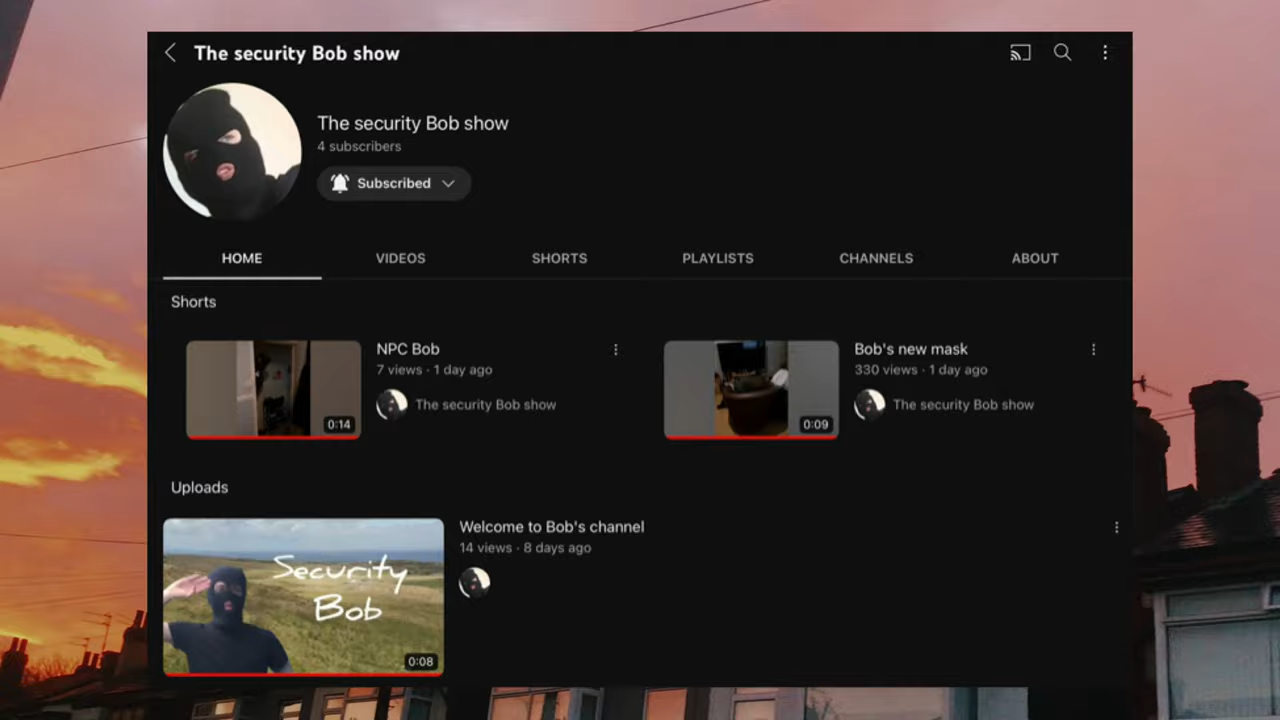 The security Bob show
The security Bob show
4 subscribers
Subscribed
HOME
VIDEOS
SHORTS
PLAYLISTS
CHANNELS
ABOUT
Shorts
NPC Bob
7 views · 1 day ago
The security Bob show
0:14
Bob's new mask
330 views · 1 day ago
The security Bob show
0:09
Uploads
Security
Bob
0:08
Welcome to Bob's channel
14 views · 8 days ago